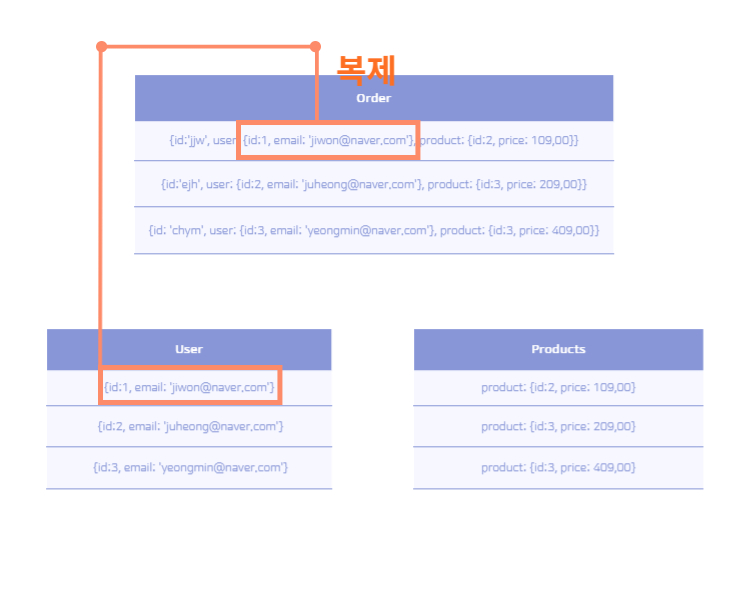 복제
Order
{id:'jjw', user: {id:1, email: 'jiwon@naver.com'}, product: {id:2, price: 109,00}}
{id:'ejh', user: {id:2, email: 'juheong@naver.com'}, product: {id:3, price: 209,00}}
{id: 'chym', user: {id:3, email: 'yeongmin@naver.com'}, product: {id:3, price: 409,00}}
User
{id:1, email: 'jiwon@naver.com'}
{id:2, email: 'juheong@naver.com'}
{id:3, email: 'yeongmin@naver.com'}
Products
product: {id:2, price: 109,00}
product: {id:3, price: 209,00}
product: {id:3, price: 409,00}